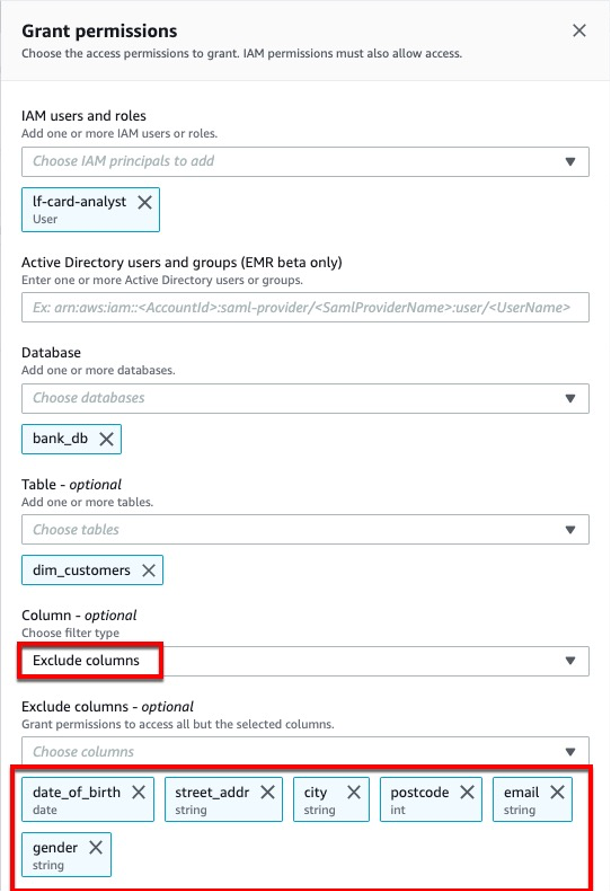 Grant permissions
Choose the access permissions to grant. IAM permissions must also allow access.
IAM users and roles
Add one or more IAM users or roles.
Choose IAM principals to add
lf-card-analyst
User
Active Directory users and groups (EMR beta only)
Enter one or more Active Directory users or groups.
Ex: arn:aws:iam::<AccountId>:saml-provider/<SamlProviderName>:user/<UserName>
Database
Add one or more databases.
Choose databases
bank_db
Table - optional
Add one or more tables.
Choose tables
dim_customers
Column - optional
Choose filter type
Exclude columns
Exclude columns - optional
Grant permissions to access all but the selected columns.
Choose columns
date_of_birth street_addr city postcode email
date string string int string
gender
string